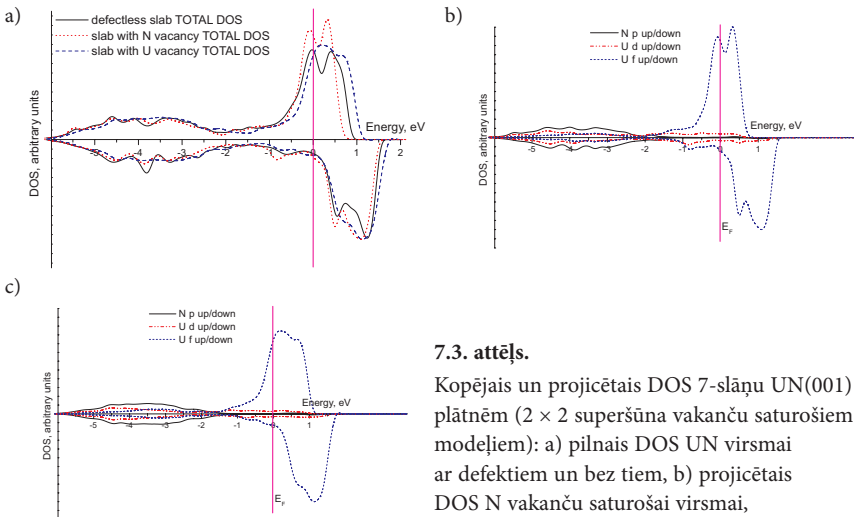 a)
defectless slab TOTAL DOS
slab with N vacancy TOTAL DOS
slab with U vacancy TOTAL DOS
DOS, arbitrary units
Energy, eV
-5 -4 -3 -2 -1 0 1 2
b)
N p up/down
U d up/down
U f up/down
DOS, arbitrary units
Energy, eV
-5 -4 -3 -2 -1 0 1
E_F
c)
N p up/down
U d up/down
U f up/down
DOS, arbitrary units
Energy, eV
-5 -4 -3 -2 -1 0 1
E_F
7.3. attēls.
Kopējais un projicētais DOS 7-slāņu UN(001)
plātnēm (2 × 2 superšūna vakanču saturošiem
modeļiem): a) pilnais DOS UN virsmai
ar defektiem un bez tiem, b) projicētais
DOS N vakanču saturošai virsmai,